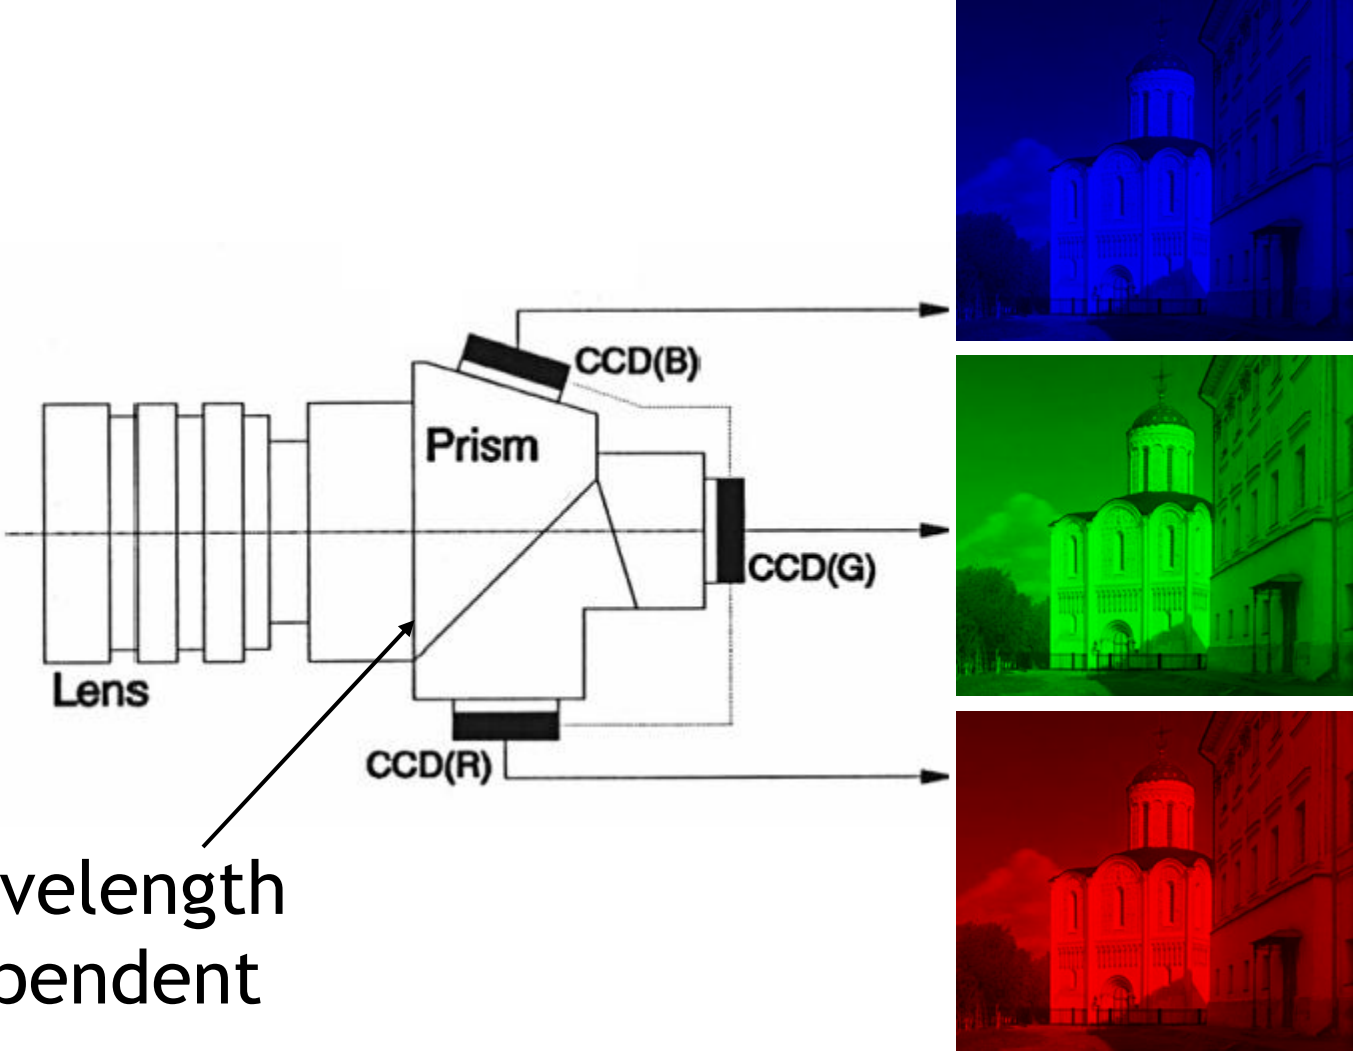 CCD(B)
Prism
CCD(G)
Lens
CCD(R)
velength
pendent